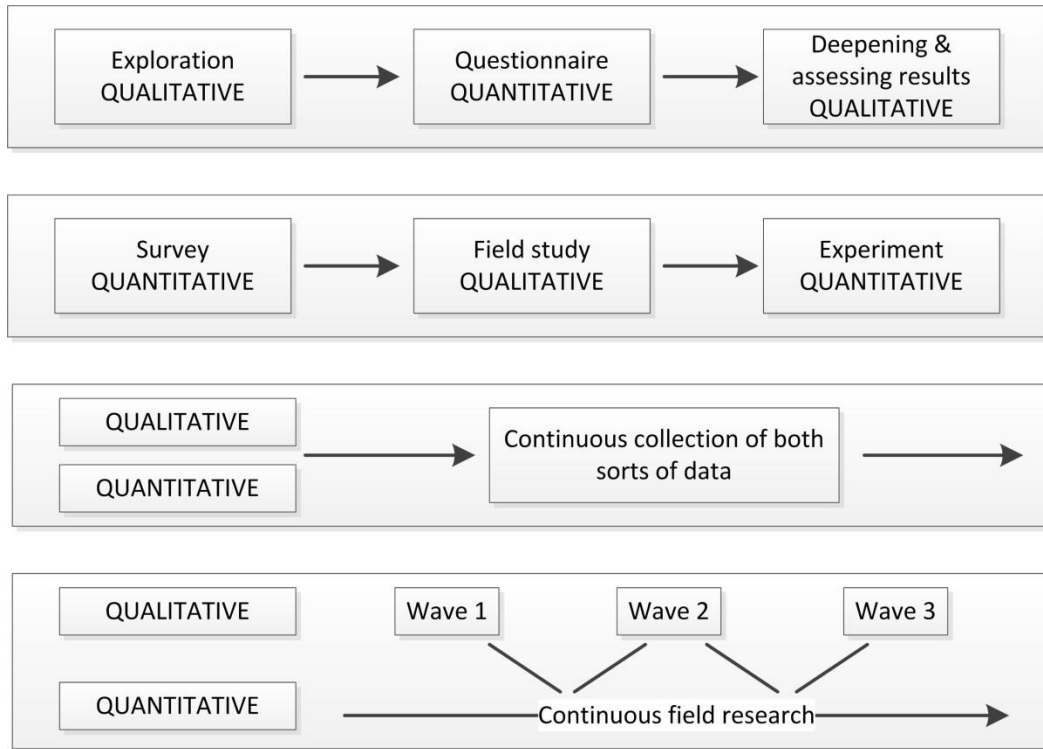 Exploration
QUALITATIVE
Questionnaire
QUANTITATIVE
Deepening &
assessing results
QUALITATIVE
Survey
QUANTITATIVE
Field study
QUALITATIVE
Experiment
QUANTITATIVE
QUALITATIVE
QUANTITATIVE
Continuous collection of both
sorts of data
QUALITATIVE
Wave 1
Wave 2
Wave 3
QUANTITATIVE
Continuous field research